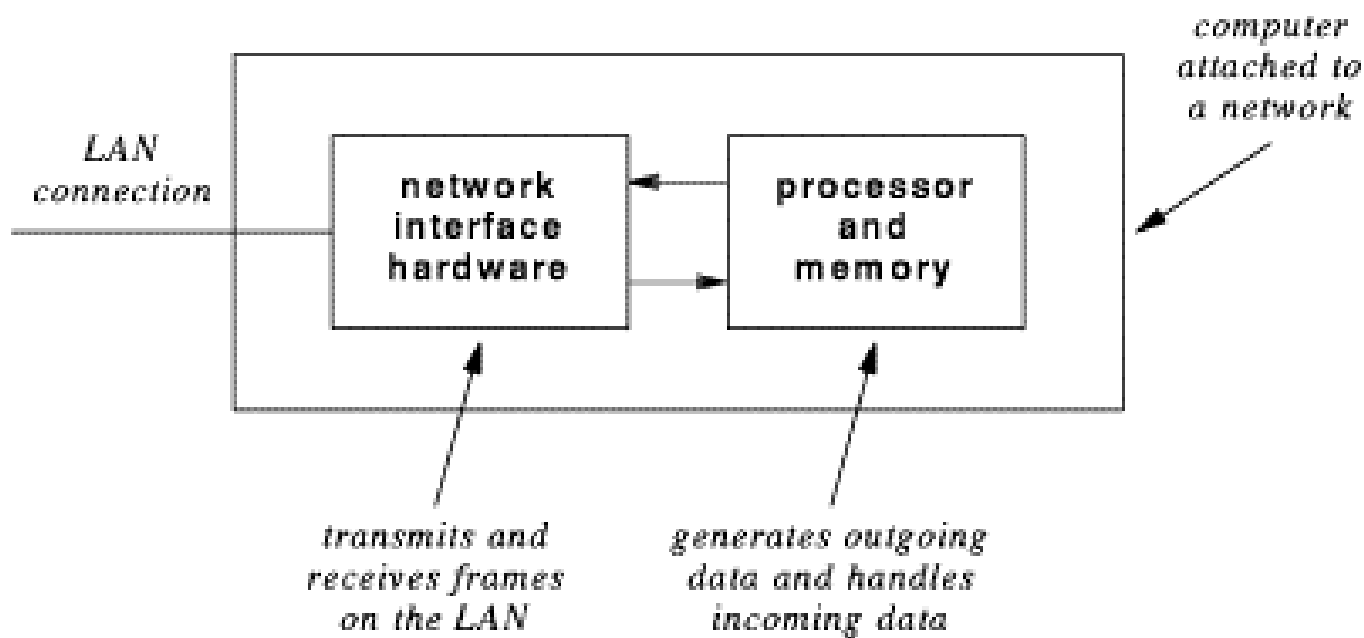 computer
attached to
a network
LAN
connection
network
interface
hardware
processor
and
memory
transmits and
receives frames
on the LAN
generates outgoing
data and handles
incoming data